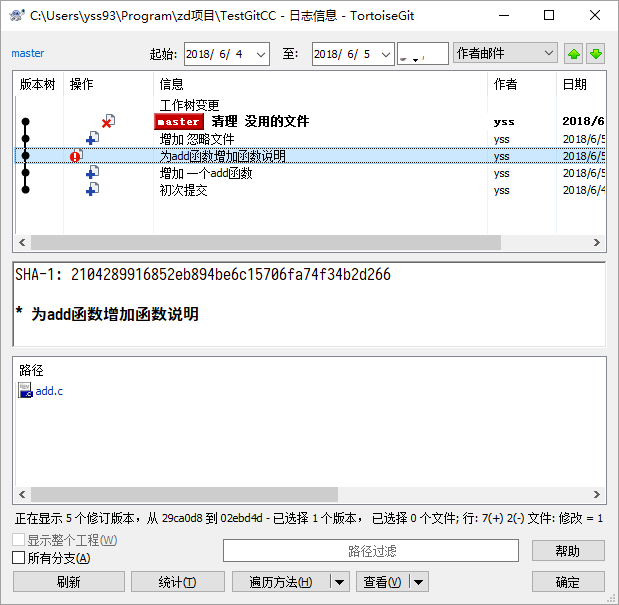 C:\Users\yss93\Program\zd项目\TestGitCC - 日志信息 - TortoiseGit
master 起始: 2018/ 6/ 4 至: 2018/ 6/ 5 作者邮件
版本树 操作 信息 作者 日期
工作树变更
master 清理 没用的文件 yss 2018/6
增加 忽略文件 yss 2018/6/5
为add函数增加函数说明 yss 2018/6/5
增加 一个add函数 yss 2018/6/5
初次提交 yss 2018/6/4
SHA-1: 2104289916852eb894be6c15706fa74f34b2d266
* 为add函数增加函数说明
路径
add.c
正在显示 5 个修订版本，从 29ca0d8 到 02ebd4d - 已选择 1 个版本， 已选择 0 个文件; 行: 7(+) 2(-) 文件: 修改 = 1
显示整个工程(W)
所有分支(A) 路径过滤 帮助
刷新 统计(T) 遍历方法(H) 查看(V) 确定